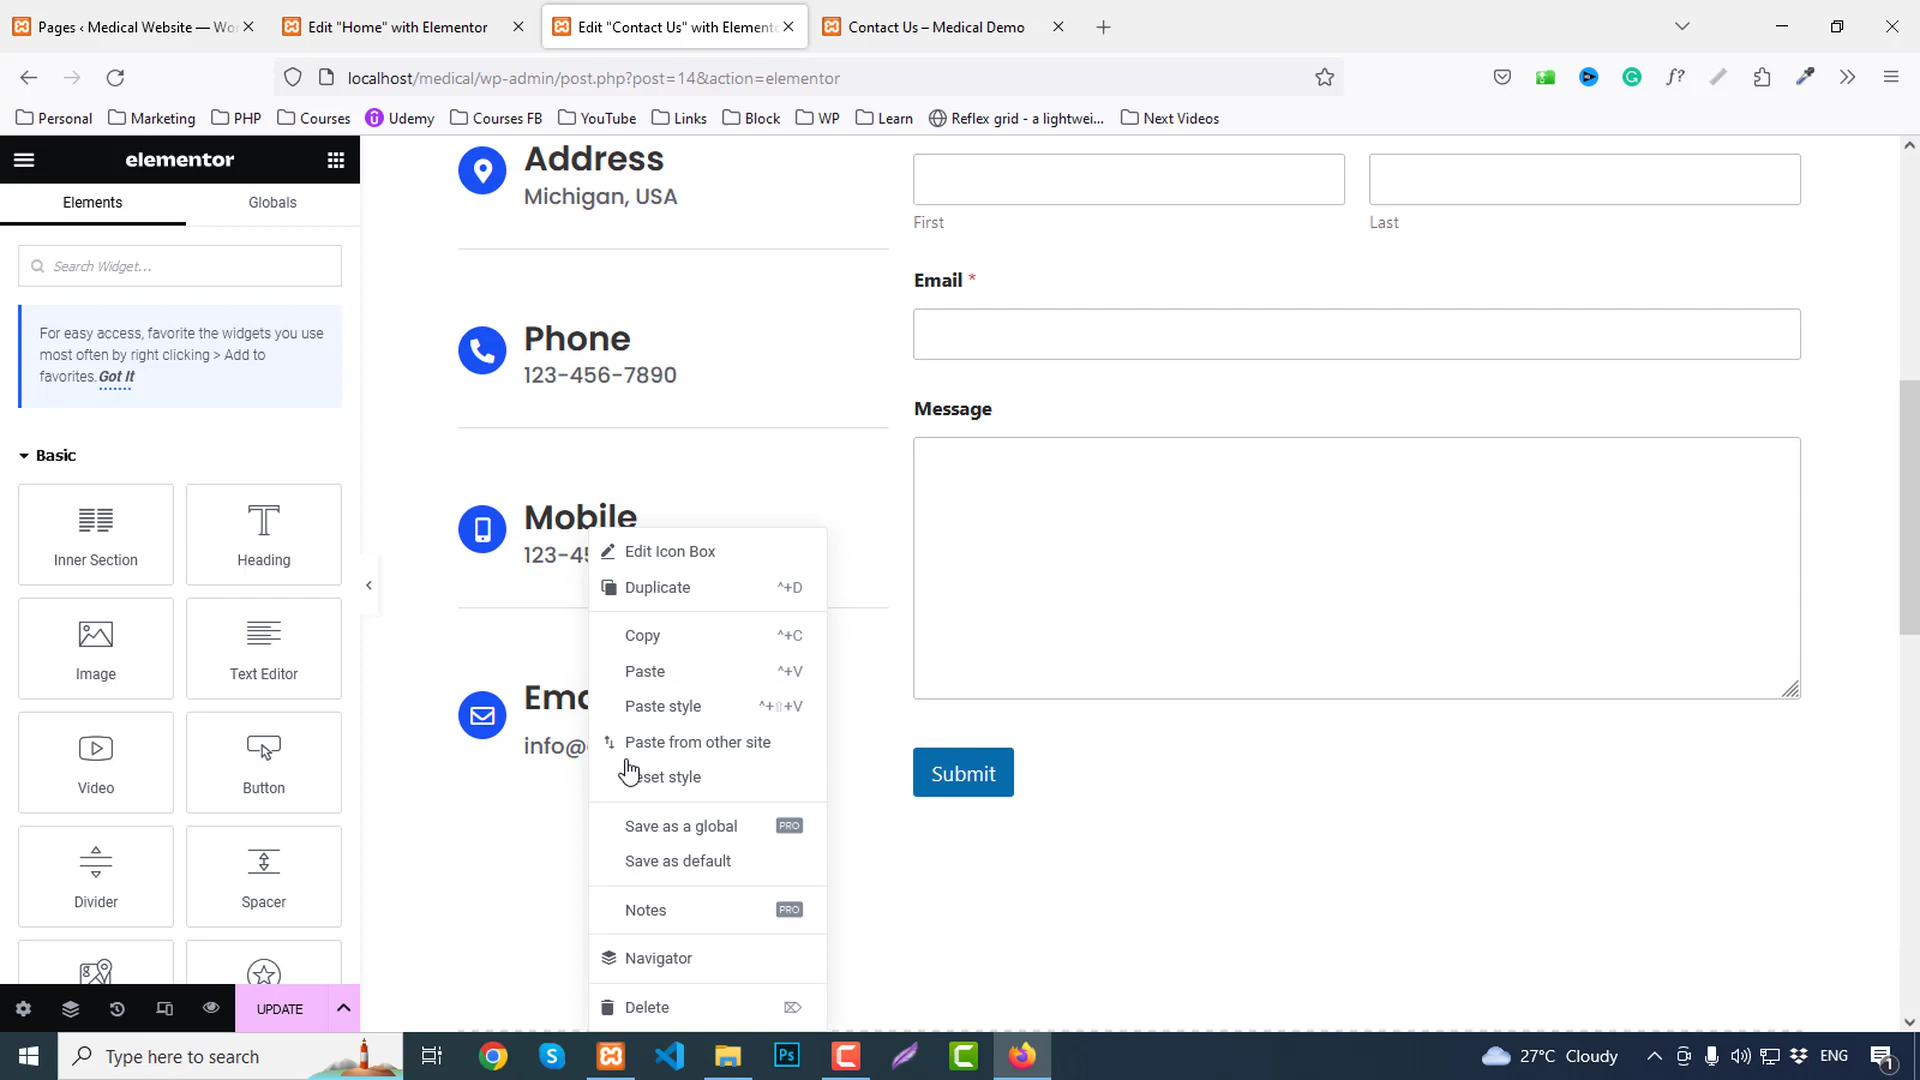 Pages ‹ Medical Website — Wor
Edit "Home" with Elementor
Edit "Contact Us" with Elemento
Contact Us – Medical Demo
localhost/medical/wp-admin/post.php?post=14&action=elementor
f?
Personal
Marketing
PHP
Courses
Udemy
Courses FB
YouTube
Links
Block
WP
Learn
Reflex grid - a lightwei...
Next Videos
elementor
Elements
Globals
Search Widget...
For easy access, favorite the widgets you use
most often by right clicking > Add to
favorites. Got It
Basic
Inner Section
Heading
Image
Text Editor
Video
Button
Divider
Spacer
UPDATE
Address
Michigan, USA
Phone
123-456-7890
Mobile
123-45
Ema
info@
Edit Icon Box
Duplicate ^+D
Copy ^+C
Paste ^+V
Paste style ^+⇧+V
Paste from other site
eset style
Save as a global PRO
Save as default
Notes PRO
Navigator
Delete ⌦
First
Last
Email *
Message
Submit
Type here to search
Ps
27°C Cloudy
ENG
1